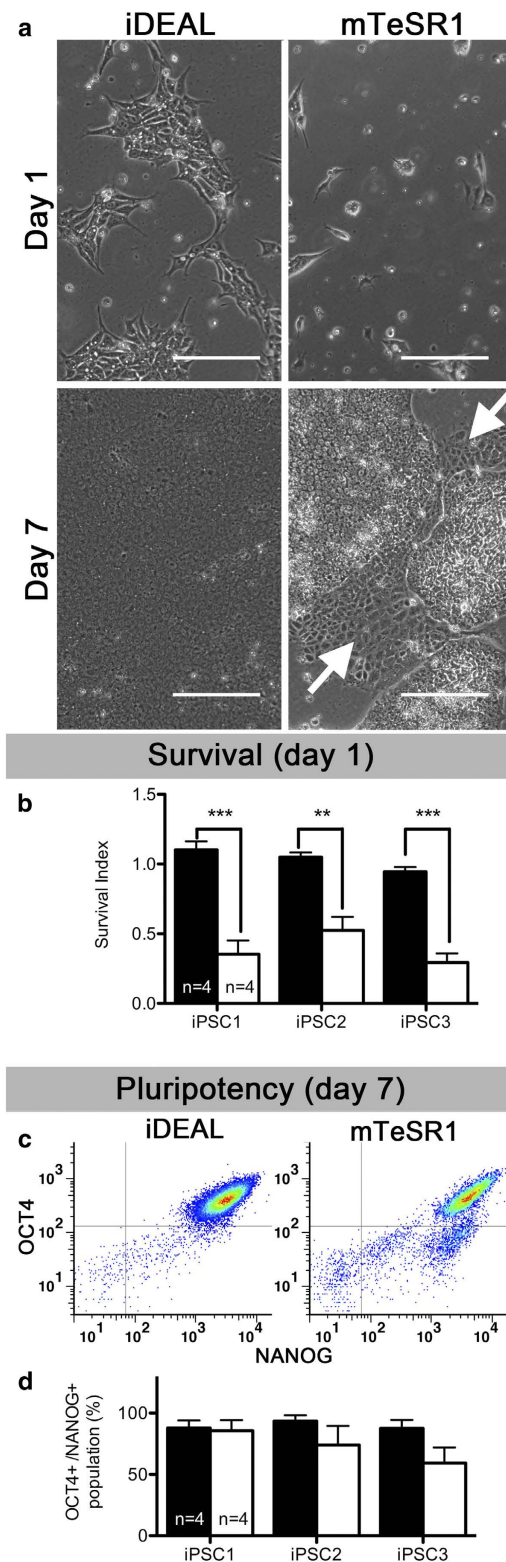 a
iDEAL mTeSR1
Day 1
Day 7
Survival (day 1)
b
Survival Index
1.5
1.0
0.5
0.0
*** ** ***
n=4 n=4
iPSC1 iPSC2 iPSC3
Pluripotency (day 7)
c
iDEAL mTeSR1
OCT4
10³ 10³
10² 10²
10¹ 10¹
10¹ 10² 10³ 10⁴ 10¹ 10² 10³ 10⁴
NANOG
d
OCT4+/NANOG+
population (%)
100
50
0
n=4 n=4
iPSC1 iPSC2 iPSC3